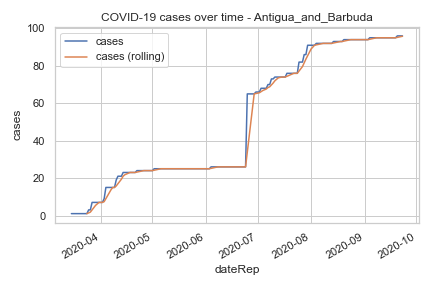 COVID-19 cases over time - Antigua_and_Barbuda
cases
cases (rolling)
100
80
60
40
20
0
cases
2020-04
2020-05
2020-06
2020-07
2020-08
2020-09
2020-10
dateRep